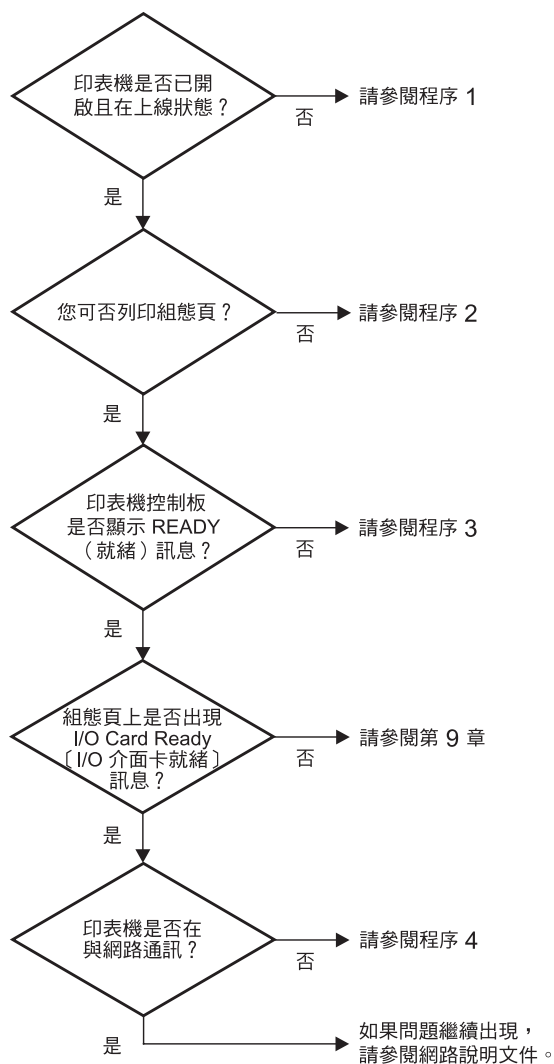 印表機是否已開
啟且在上線狀態？
否
請參閱程序 1
是
您可否列印組態頁？
否
請參閱程序 2
是
印表機控制板
是否顯示 READY
（就緒）訊息？
否
請參閱程序 3
是
組態頁上是否出現
I/O Card Ready
〔I/O 介面卡就緒〕
訊息？
否
請參閱第 9 章
是
印表機是否在
與網路通訊？
否
請參閱程序 4
是
如果問題繼續出現，
請參閱網路說明文件。